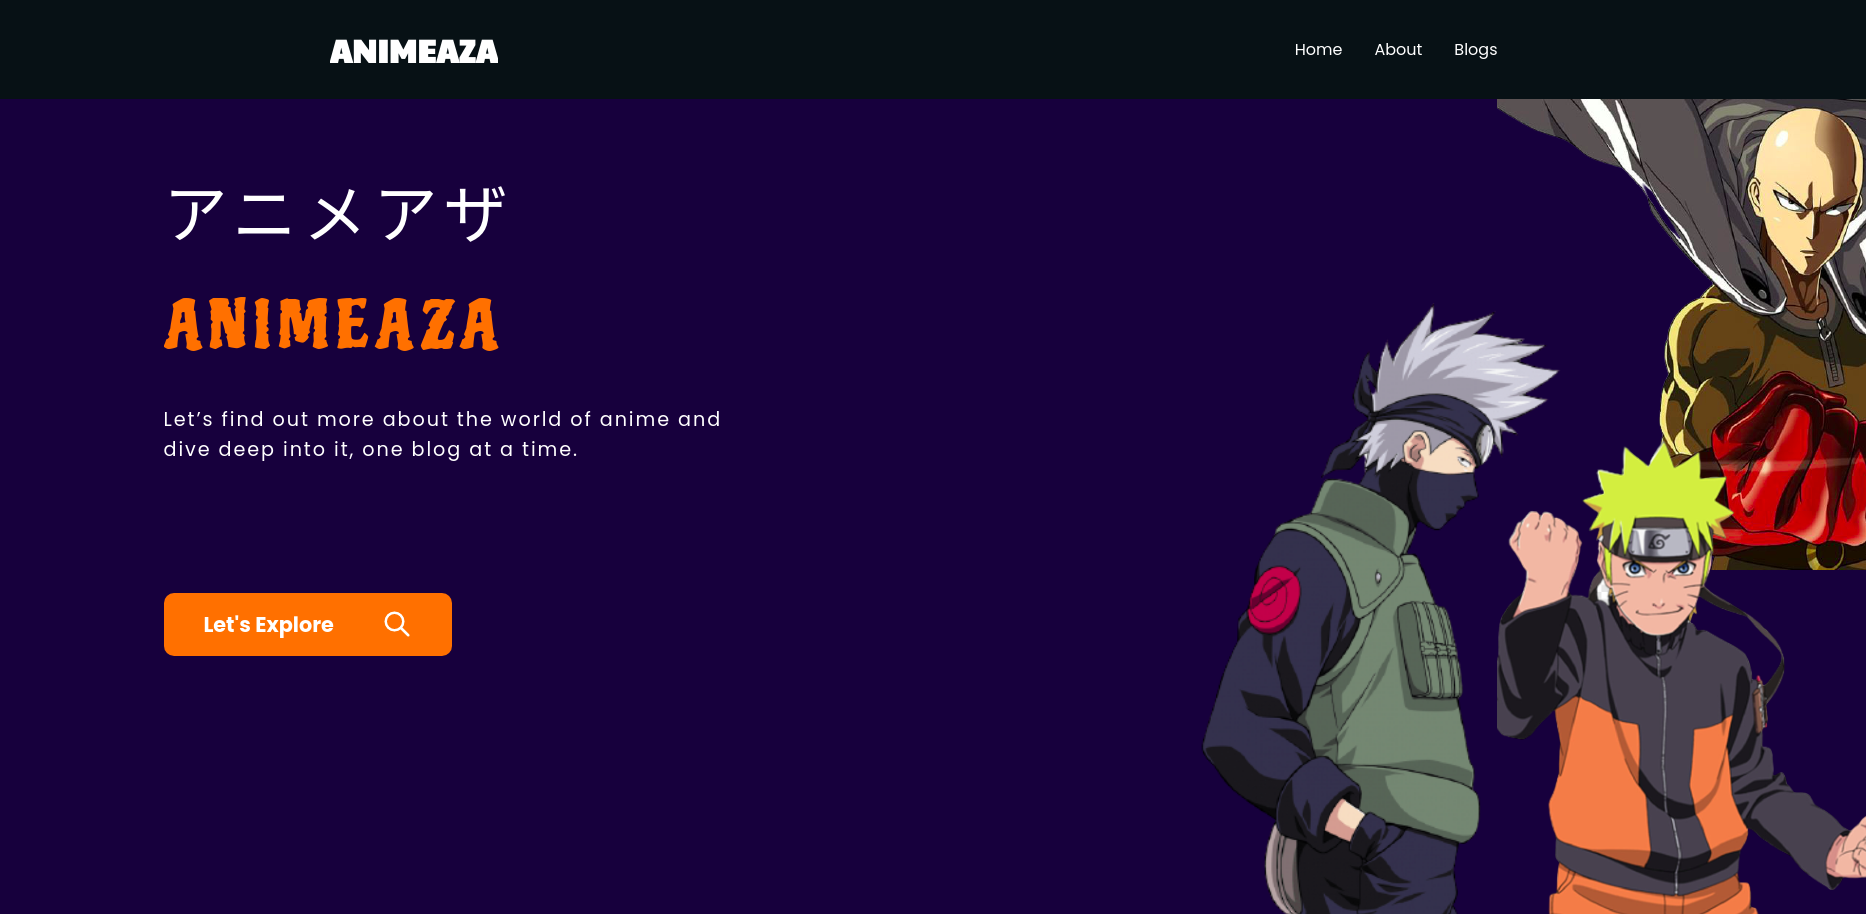 ANIMEAZA
Home
About
Blogs
アニメアザ
ANIMEAZA
Let’s find out more about the world of anime and
dive deep into it, one blog at a time.
Let's Explore